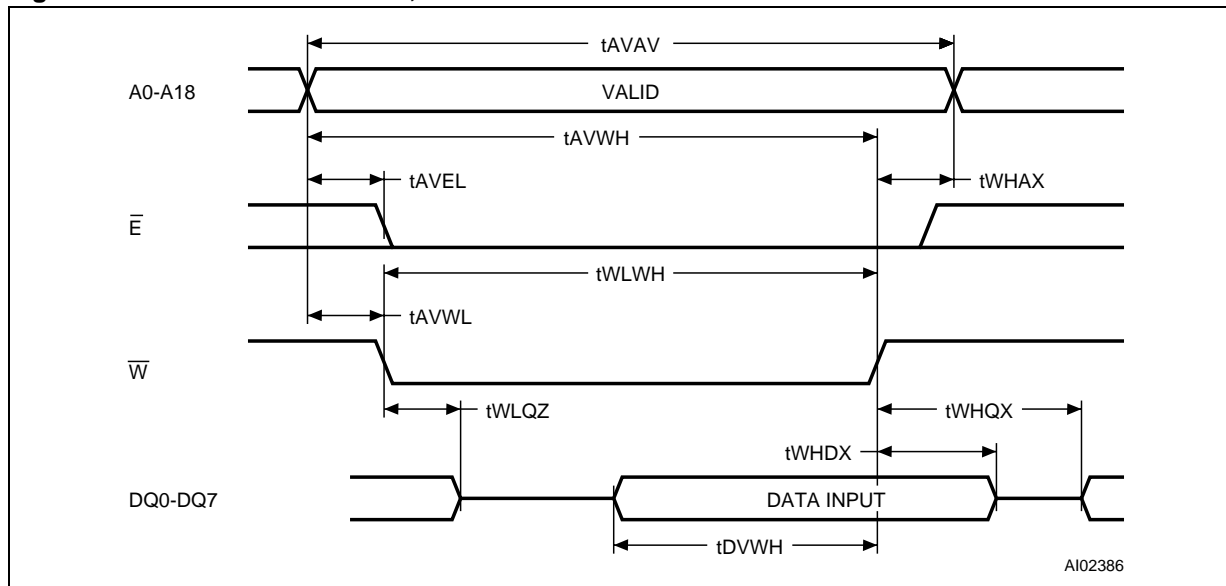 tAVAV
A0-A18
VALID
tAVWH
tAVEL
tWHAX
E̅
tWLWH
tAVWL
W̅
tWLQZ
tWHQX
tWHDX
DQ0-DQ7
DATA INPUT
tDVWH
AI02386